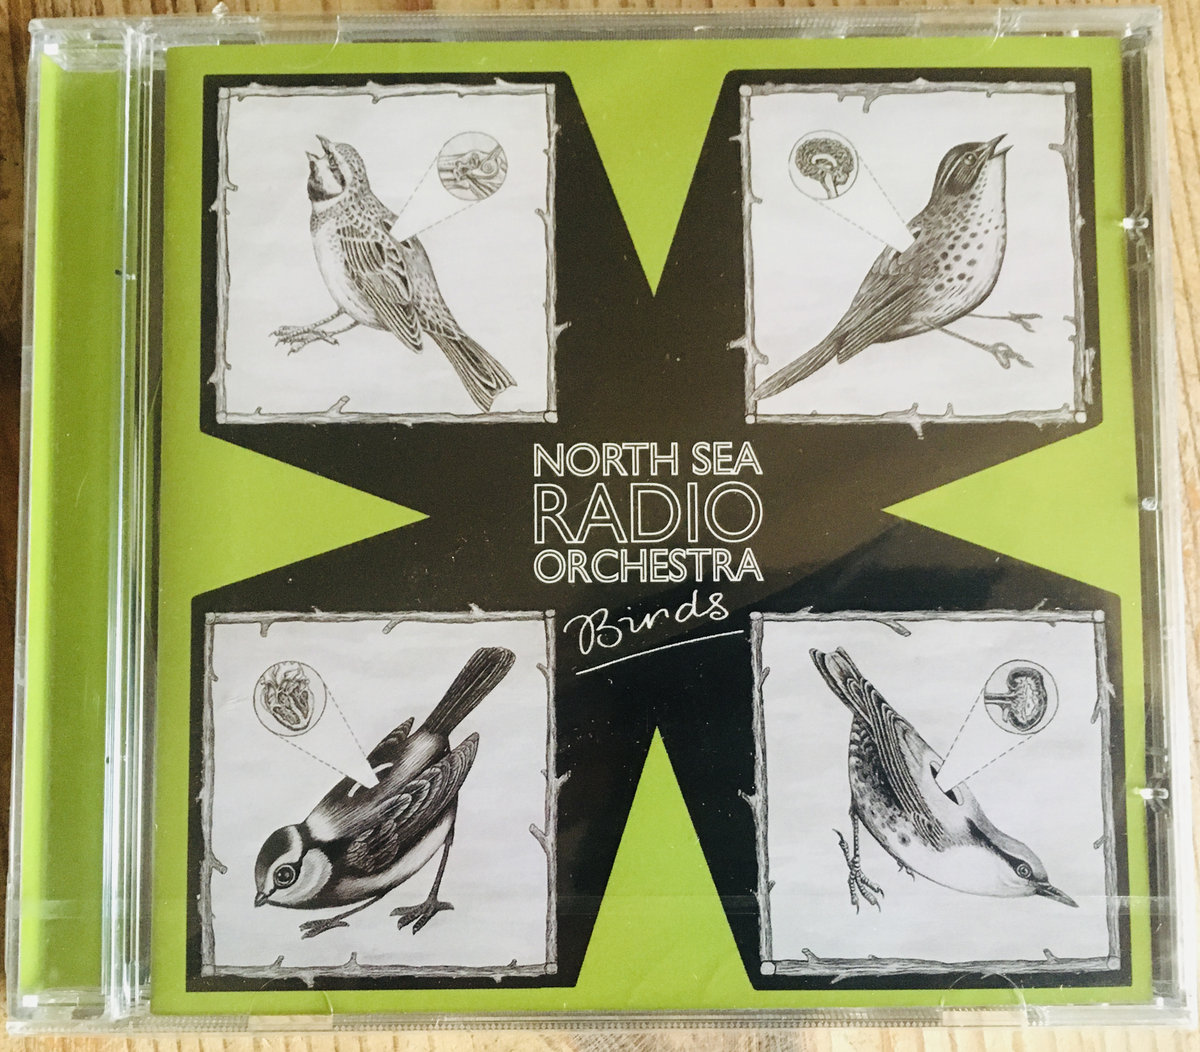 NORTH SEA
RADIO
ORCHESTRA
Birds